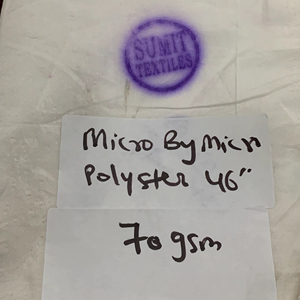 SUMIT
TEXTILES
Micro By Micro
Polyster 46"
70 gsm